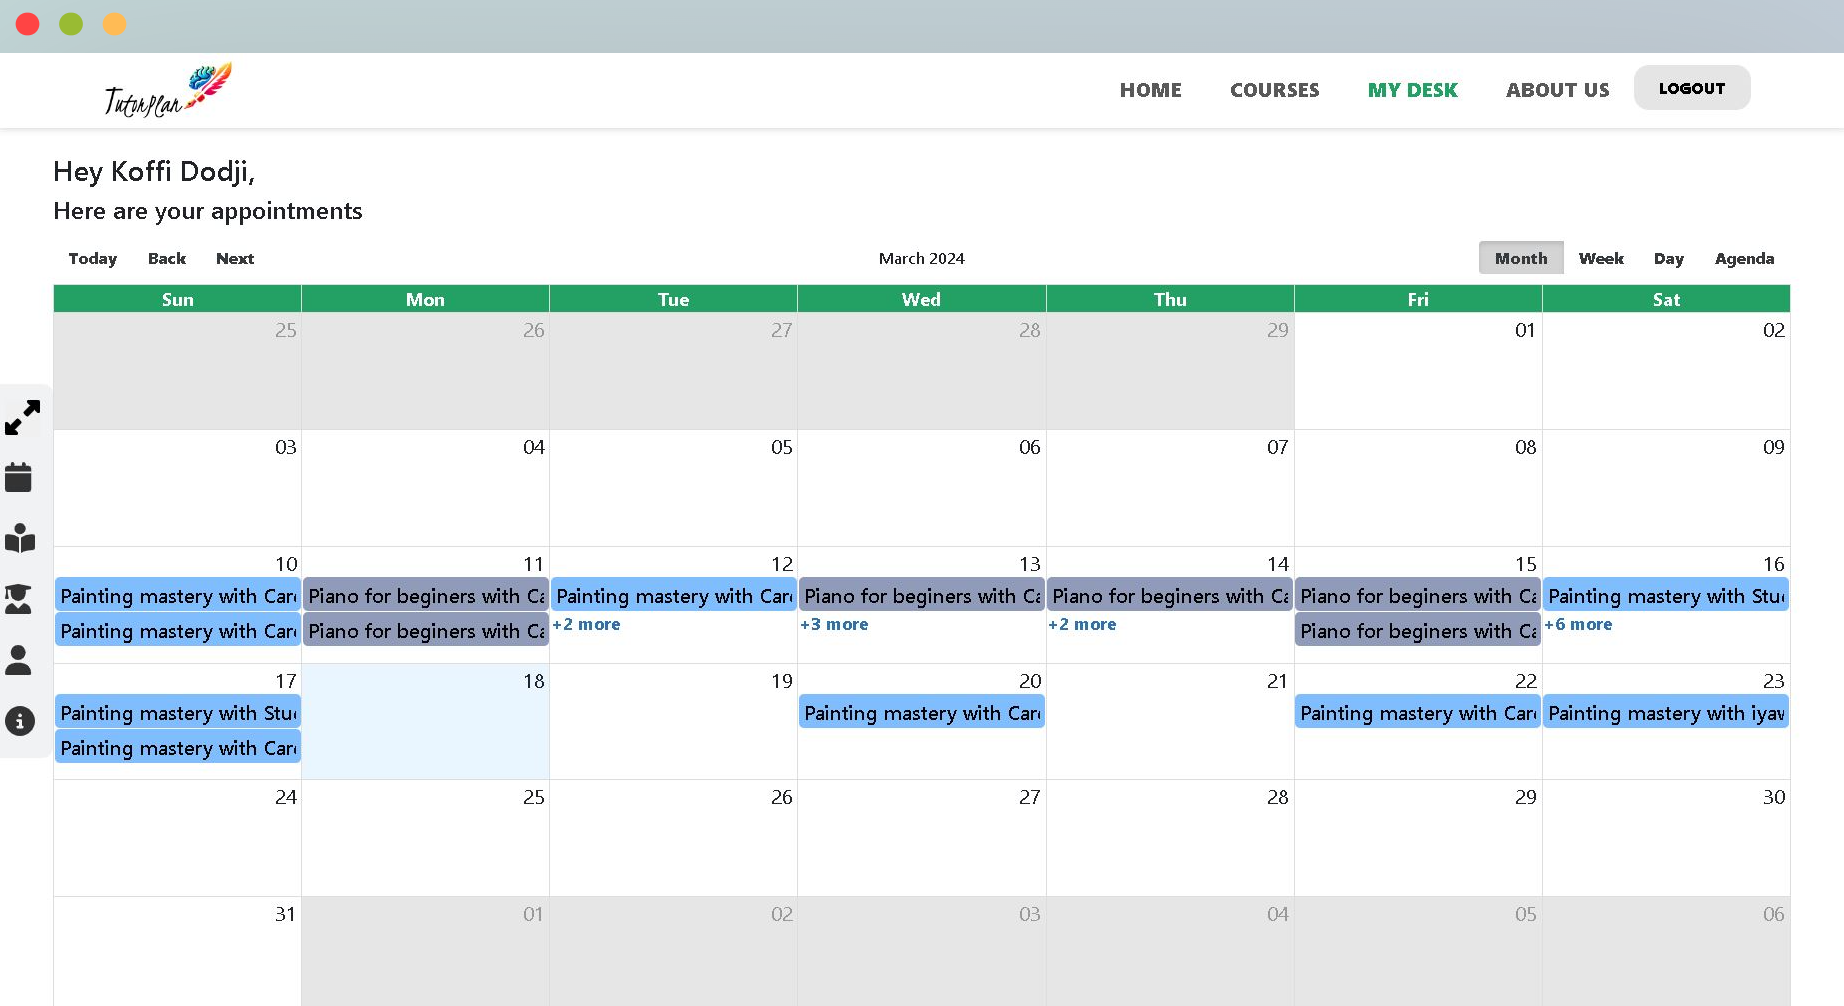 TutorPlan
HOME COURSES MY DESK ABOUT US LOGOUT
Hey Koffi Dodji,
Here are your appointments
Today Back Next March 2024 Month Week Day Agenda
Sun Mon Tue Wed Thu Fri Sat
25 26 27 28 29 01 02
03 04 05 06 07 08 09
10 11 12 13 14 15 16
Painting mastery with Car Piano for beginers with Ca Painting mastery with Car Piano for beginers with Ca Piano for beginers with Ca Piano for beginers with Ca Painting mastery with Stu
Painting mastery with Car Piano for beginers with Ca +2 more +3 more +2 more Piano for beginers with Ca +6 more
17 18 19 20 21 22 23
Painting mastery with Stu Painting mastery with Car Painting mastery with Car Painting mastery with iya
Painting mastery with Car
24 25 26 27 28 29 30
31 01 02 03 04 05 06